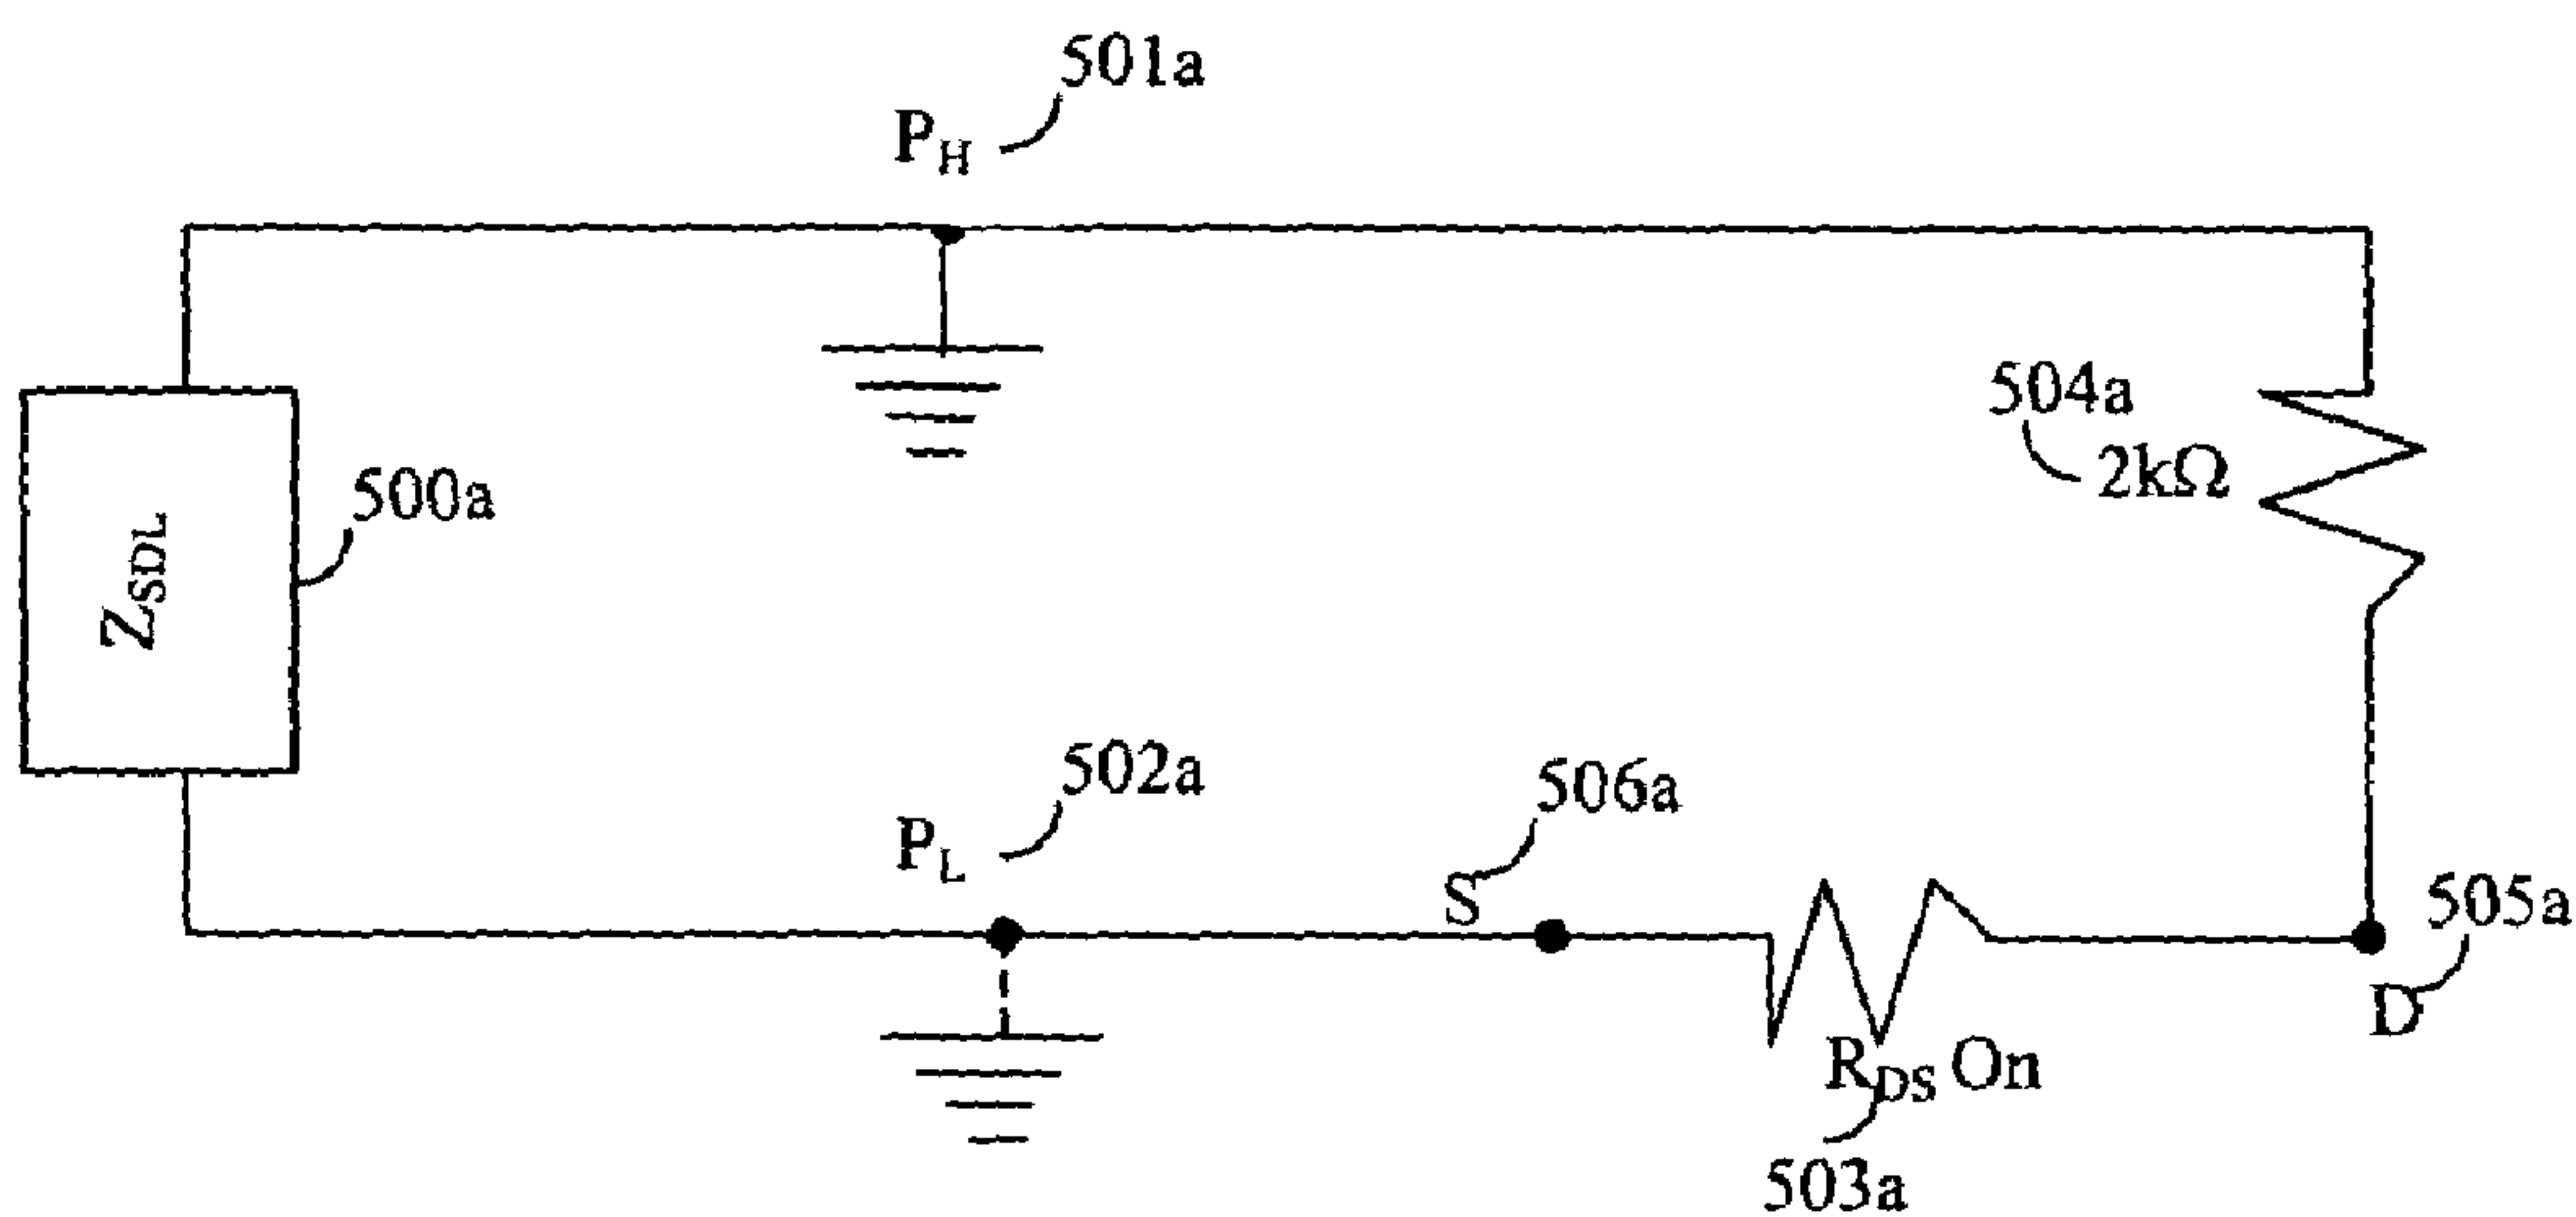 501a
P_H
504a
2kΩ
500a
Z_SDL
502a
P_L
506a
S
505a
D
R_DS On
503a